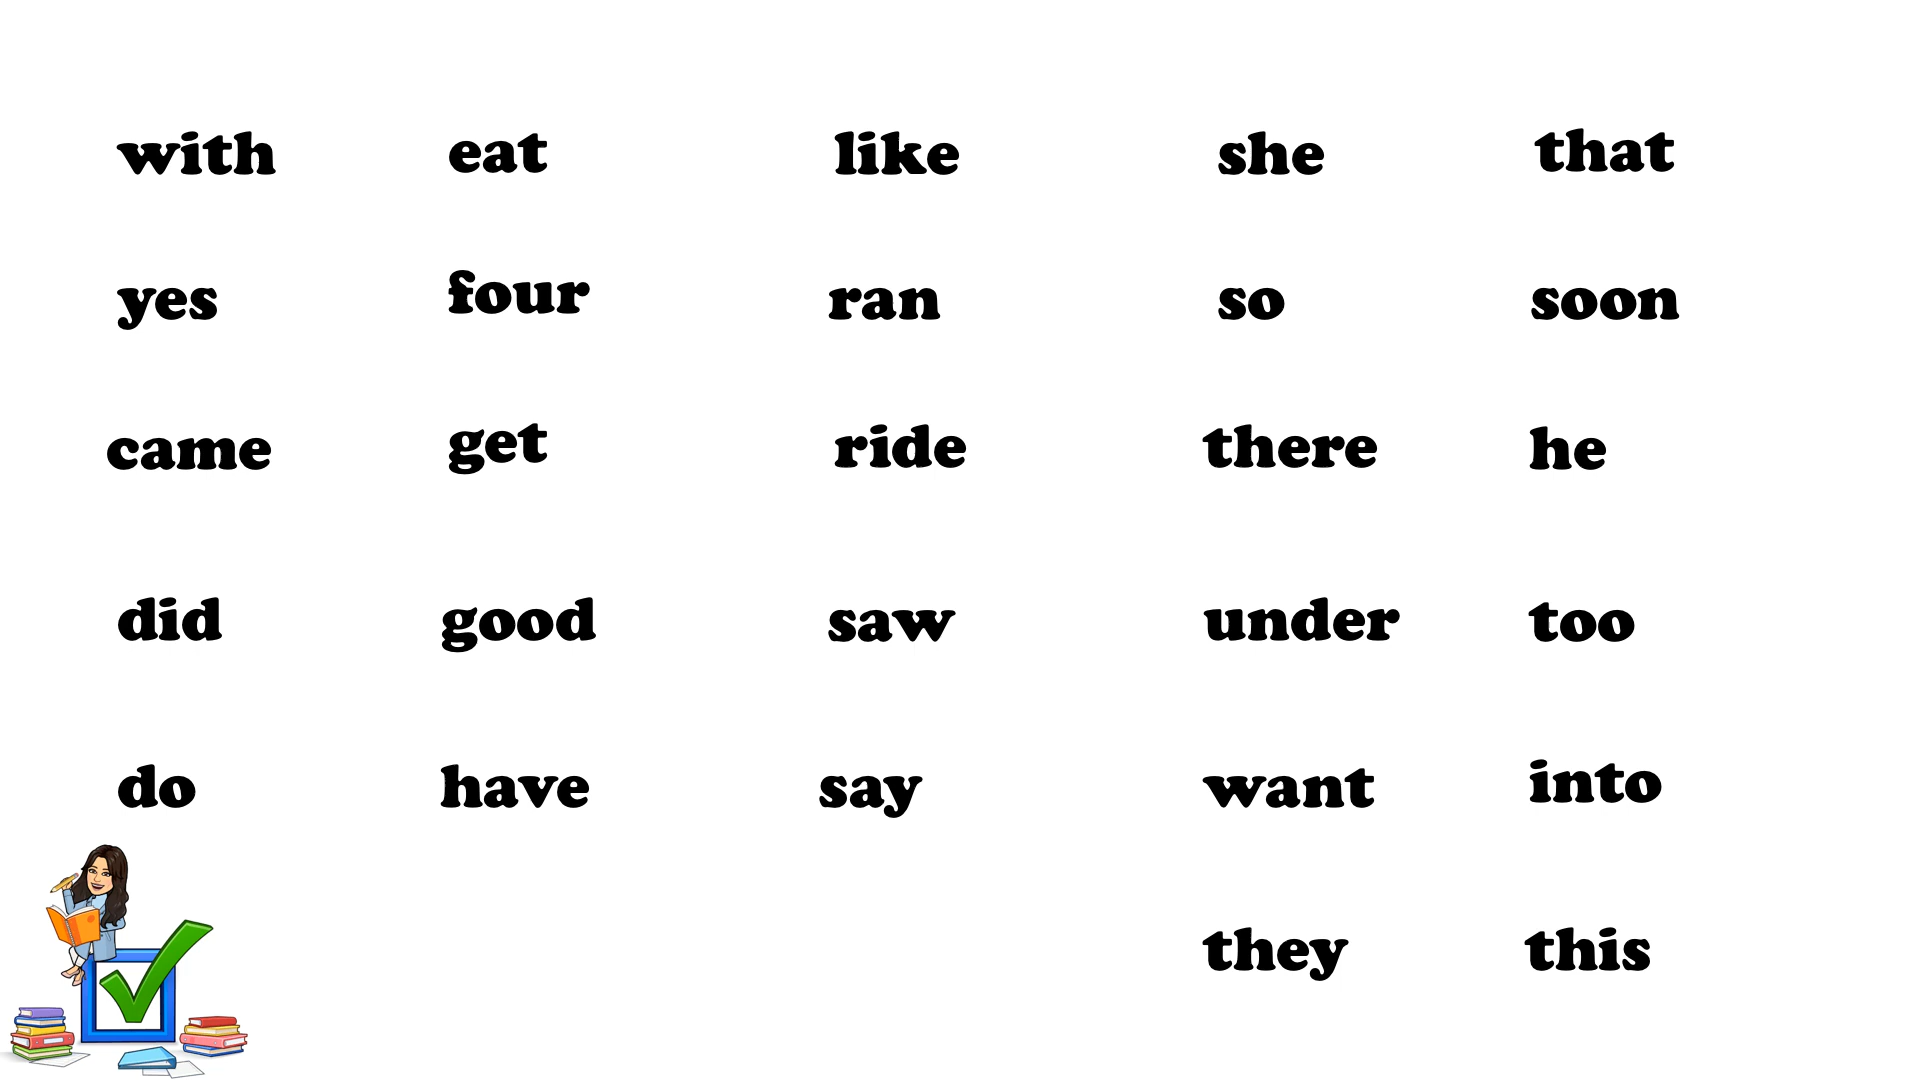 with eat like she that
yes four ran so soon
came get ride there he
did good saw under too
do have say want into
they this